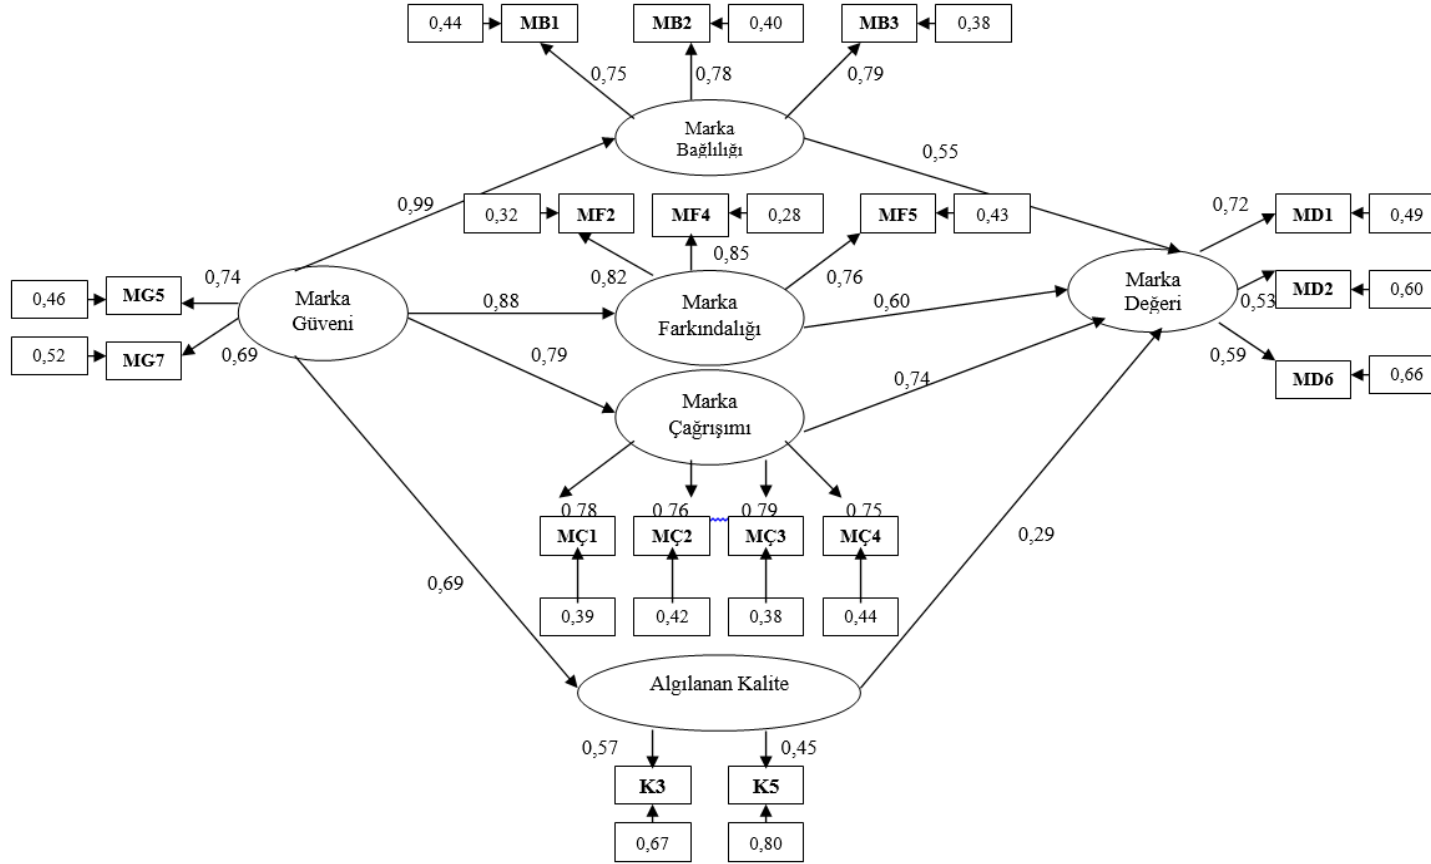 0,44
MB1
MB2
0,40
MB3
0,38
0,75
0,78
0,79
Marka
Bağlılığı
0,55
0,99
0,32
MF2
MF4
0,28
MF5
0,43
0,72
MD1
0,49
0,74
0,82
0,85
0,76
0,46
MG5
Marka
Güveni
0,88
Marka
Farkındalığı
0,60
Marka
Değeri
0,53
MD2
0,60
0,52
MG7
0,69
0,79
0,59
MD6
0,66
Marka
Çağrışımı
0,74
0,78
0,76
0,79
0,75
MÇ1
MÇ2
MÇ3
MÇ4
0,29
0,69
0,39
0,42
0,38
0,44
Algılanan Kalite
0,57
0,45
K3
K5
0,67
0,80